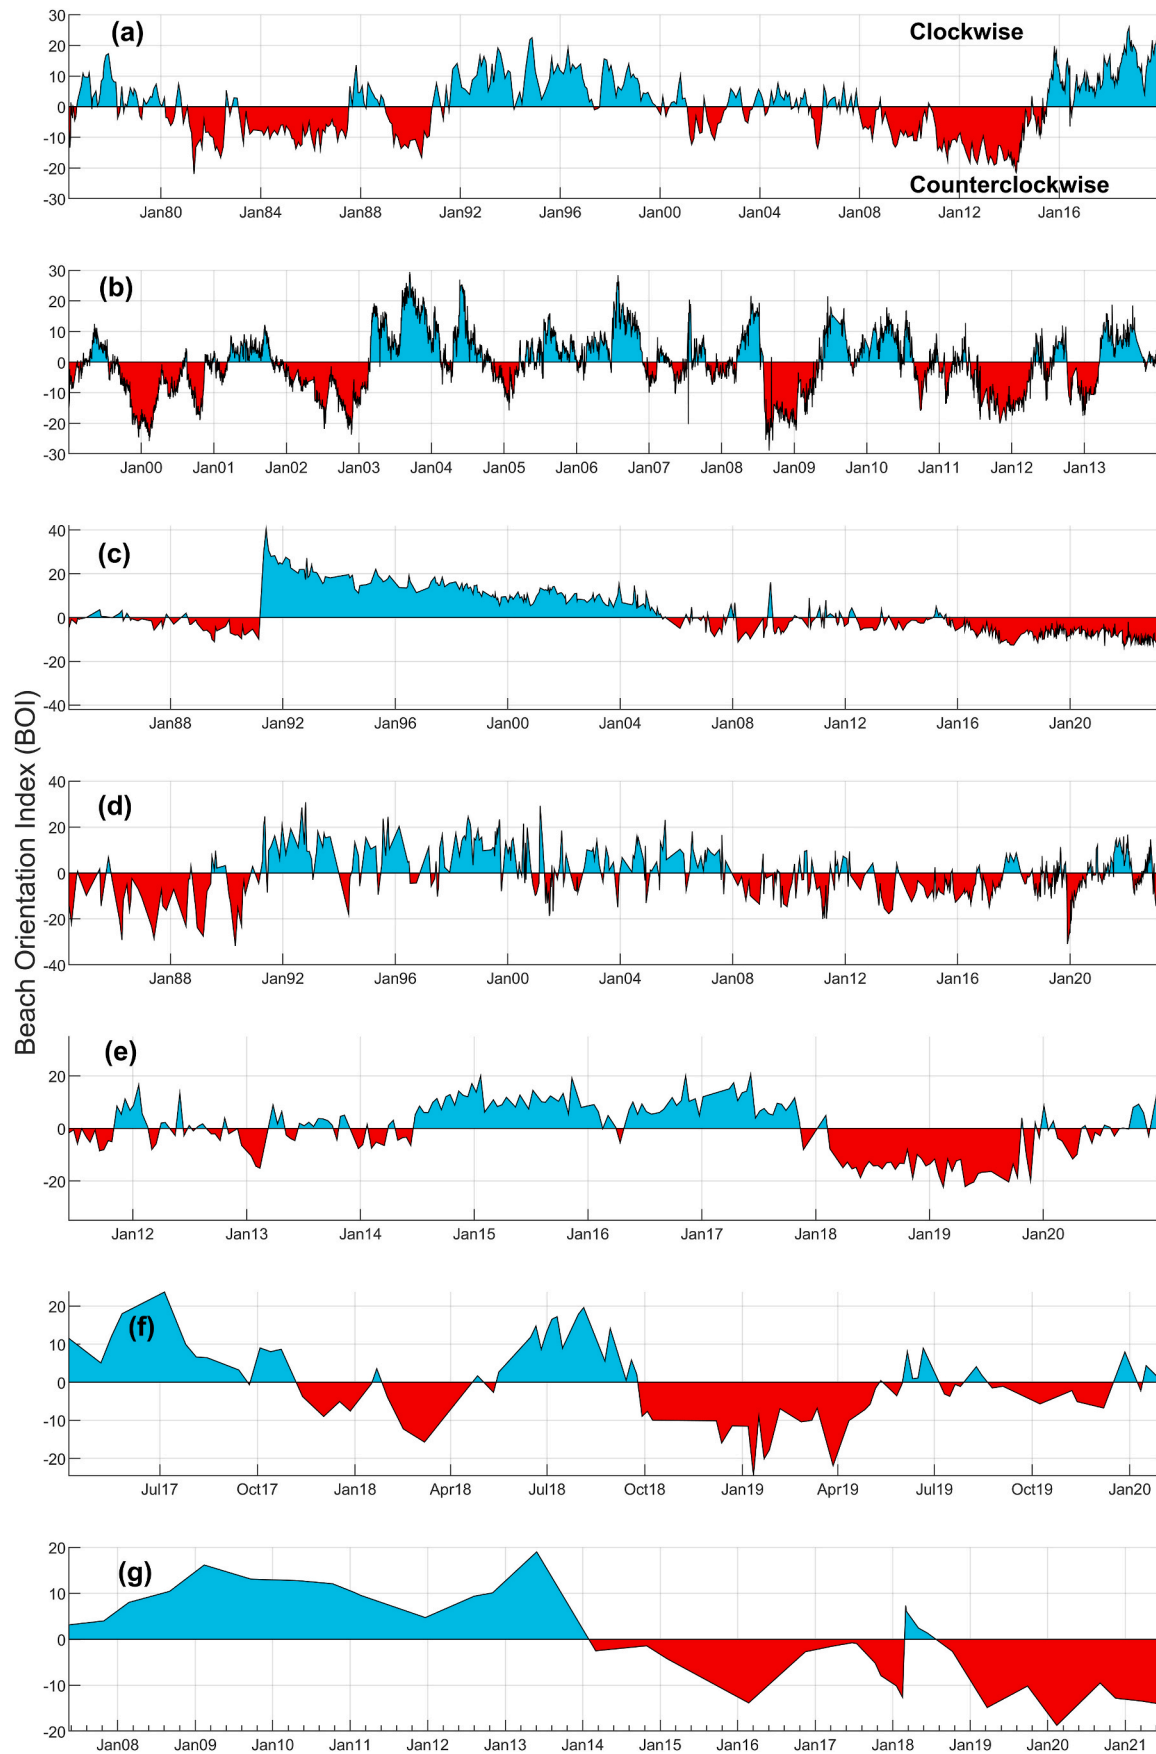 Beach Orientation Index (BOI)
(a)
Clockwise
Counterclockwise
30
20
10
0
-10
-20
-30
Jan80 Jan84 Jan88 Jan92 Jan96 Jan00 Jan04 Jan08 Jan12 Jan16
(b)
30
20
10
0
-10
-20
-30
Jan00 Jan01 Jan02 Jan03 Jan04 Jan05 Jan06 Jan07 Jan08 Jan09 Jan10 Jan11 Jan12 Jan13
(c)
40
20
0
-20
-40
Jan88 Jan92 Jan96 Jan00 Jan04 Jan08 Jan12 Jan16 Jan20
(d)
40
20
0
-20
-40
Jan88 Jan92 Jan96 Jan00 Jan04 Jan08 Jan12 Jan16 Jan20
(e)
20
0
-20
Jan12 Jan13 Jan14 Jan15 Jan16 Jan17 Jan18 Jan19 Jan20
(f)
20
10
0
-10
-20
Jul17 Oct17 Jan18 Apr18 Jul18 Oct18 Jan19 Apr19 Jul19 Oct19 Jan20
(g)
20
10
0
-10
-20
Jan08 Jan09 Jan10 Jan11 Jan12 Jan13 Jan14 Jan15 Jan16 Jan17 Jan18 Jan19 Jan20 Jan21